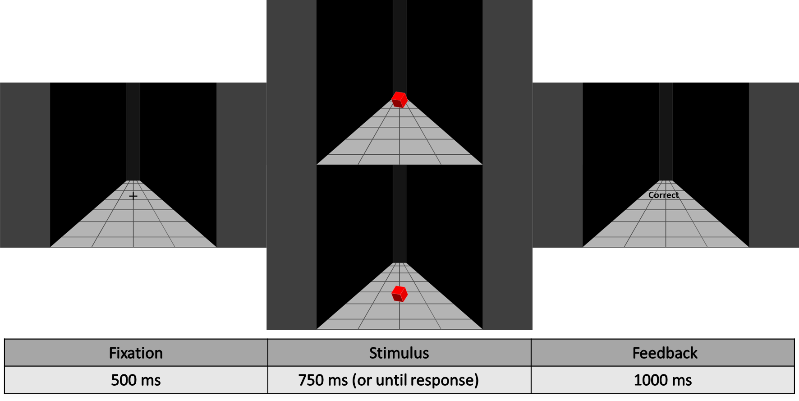 Correct
Fixation Stimulus Feedback
500 ms 750 ms (or until response) 1000 ms